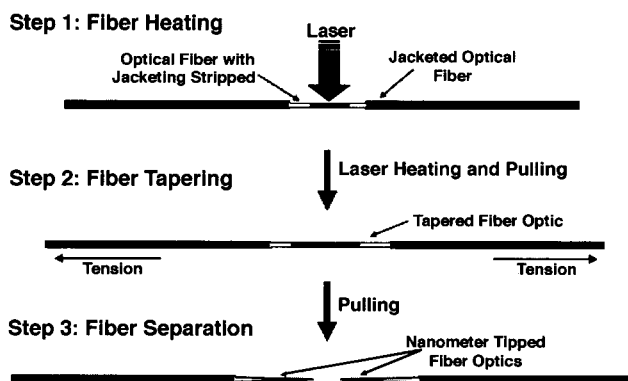 Step 1: Fiber Heating
Laser
Optical Fiber with
Jacketing Stripped
Jacketed Optical
Fiber
Laser Heating and Pulling
Step 2: Fiber Tapering
Tapered Fiber Optic
Tension
Tension
Pulling
Step 3: Fiber Separation
Nanometer Tipped
Fiber Optics